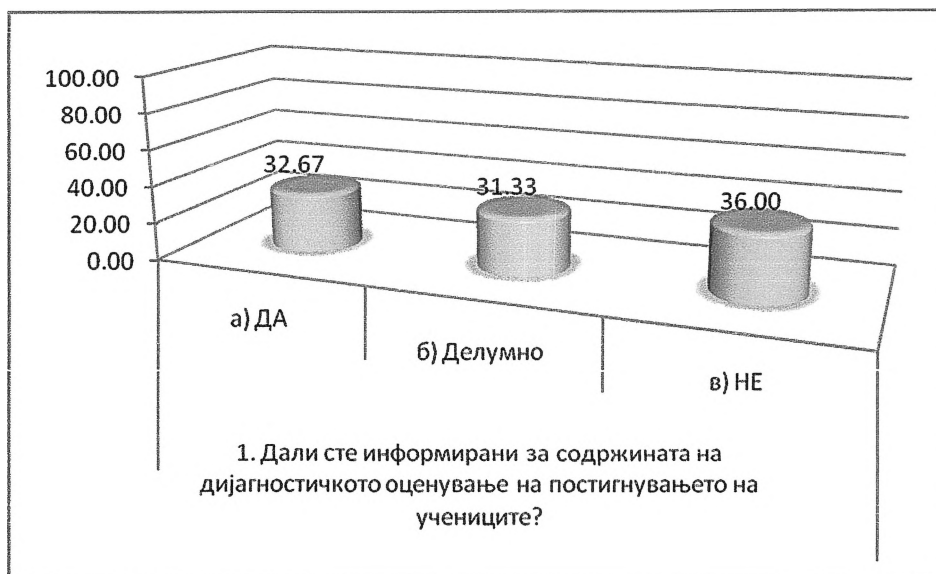 100.00
80.00
60.00
40.00
20.00
0.00
32.67
31.33
36.00
а) ДА
б) Делумно
в) НЕ
1. Дали сте информирани за содржината на
дијагностичкото оценување на постигнувањето на
учениците?